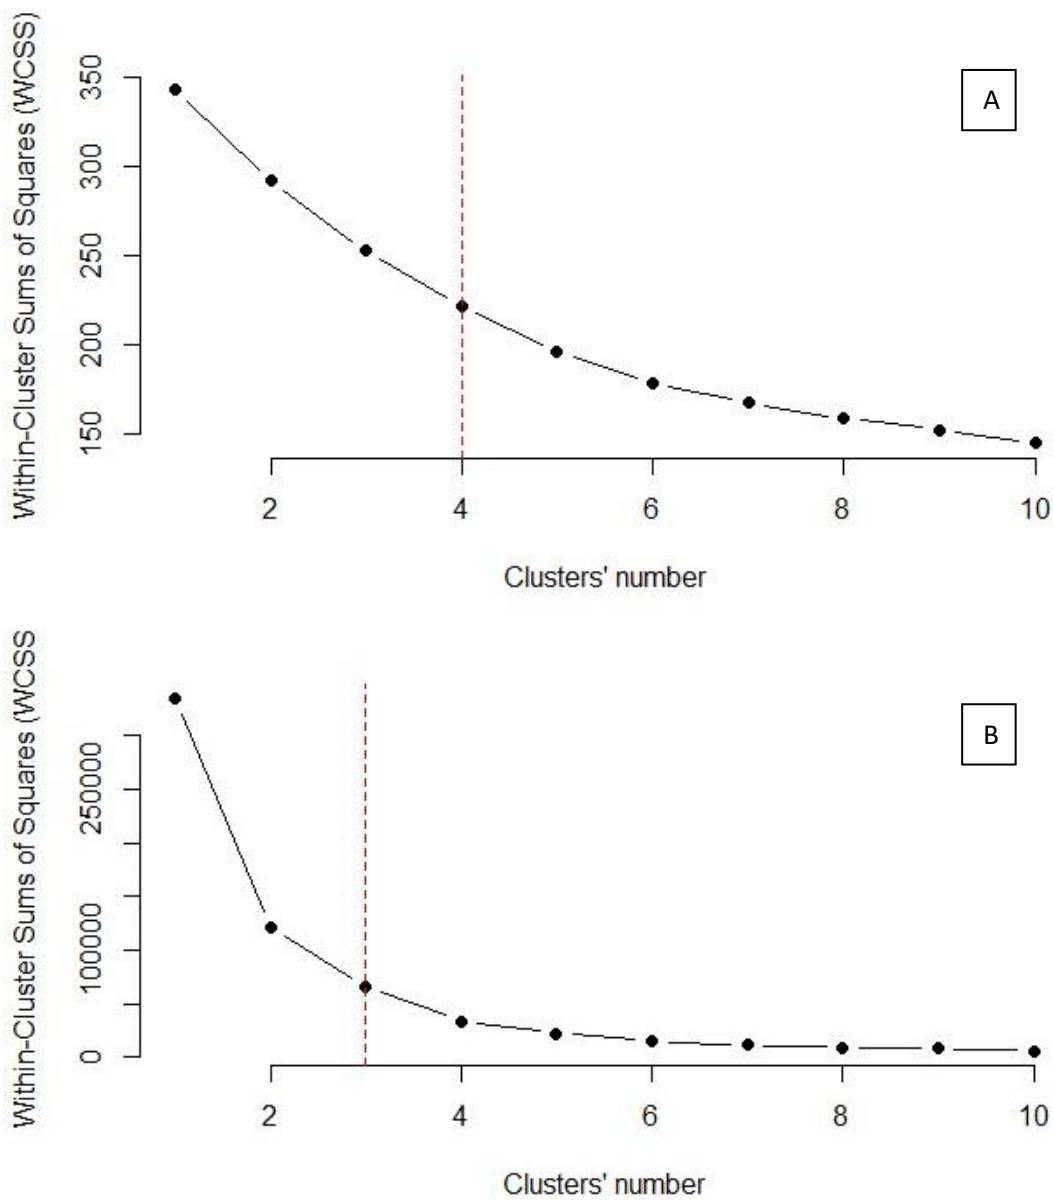 Within-Cluster Sums of Squares (WCSS)
350
300
250
200
150
A
2 4 6 8 10
Clusters' number
Within-Cluster Sums of Squares (WCSS
250000
100000
0
B
2 4 6 8 10
Clusters' number